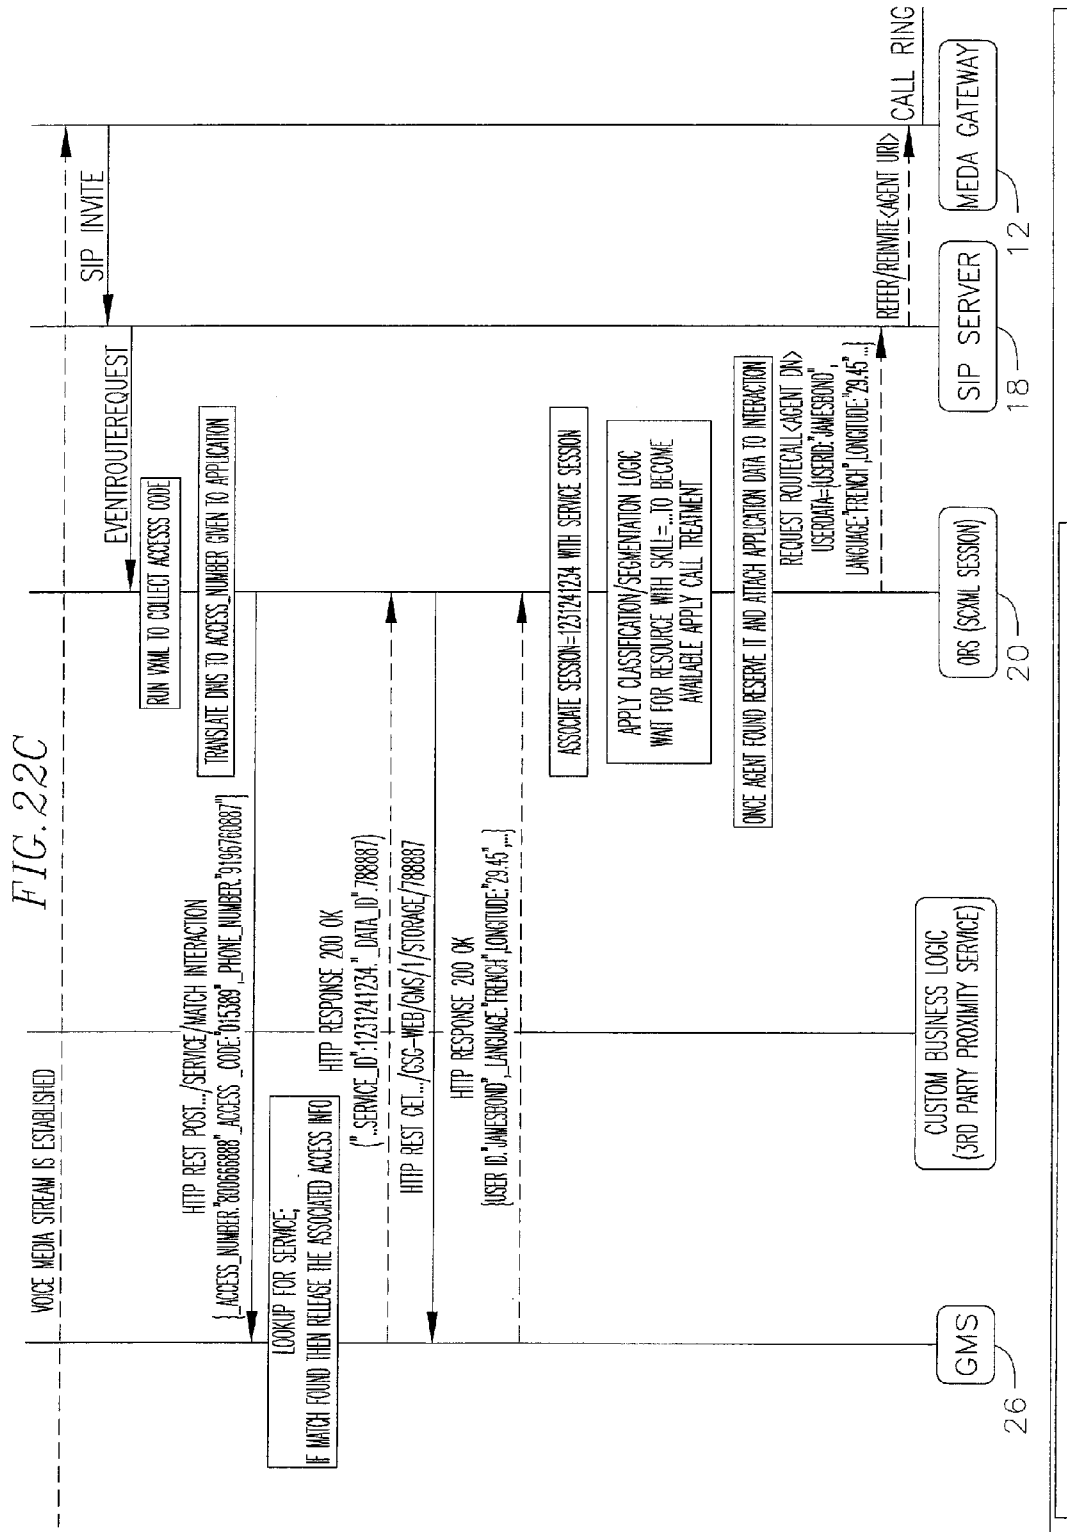 FIG. 22C
VOICE MEDIA STREAM IS ESTABLISHED
SIP INVITE
EVENTROUTEREQUEST
RUN VXML TO COLLECT ACCESSS CODE
TRANSLATE DNIS TO ACCESS_NUMBER GIVEN TO APPLICATION
HTTP REST POST.../SERVICE/MATCH INTERACTION
{_ACCESS_NUMBER:"80066688"_ACCESS_CODE:"015389",_PHONE_NUMBER:"9196760887"}
LOOKUP FOR SERVICE;
IF MATCH FOUND THEN RELEASE THE ASSOCIATED ACCESS INFO
HTTP RESPONSE 200 OK
("..SERVICE_ID":1231241234."_DATA_ID".788887)
HTTP REST GET.../GSG-WEB/GMS/1/STORAGE/788887
HTTP RESPONSE 200 OK
{USER ID."JAMESBOND",_LANGUAGE."FRENCH",LONGITUDE:"29.45",...}
ASSOCIATE SESSION=1231241234 WITH SERVICE SESSION
APPLY CLASSIFICATION/SEGMENTATION LOGIC
WAIT FOR RESOURCE WITH SKILL=...TO BECOME
AVAILABLE APPLY CALL TREATMENT
ONCE AGENT FOUND RESERVE IT AND ATTACH APPLICATION DATA TO INTERACTION
REQUEST ROUTECALL<AGENT DN>
USERDATA={USERID:"JAMESBOND",
LANGUAGE:"FRENCH",LONGITUDE:"29.45"...}
REFER/REINVITE<AGENT URI>
CALL RING
GMS
26
CUSTOM BUSINESS LOGIC
(3RD PARTY PROXIMITY SERVICE)
ORS (SCXML SESSION)
20
SIP SERVER
18
MEDA GATEWAY
12